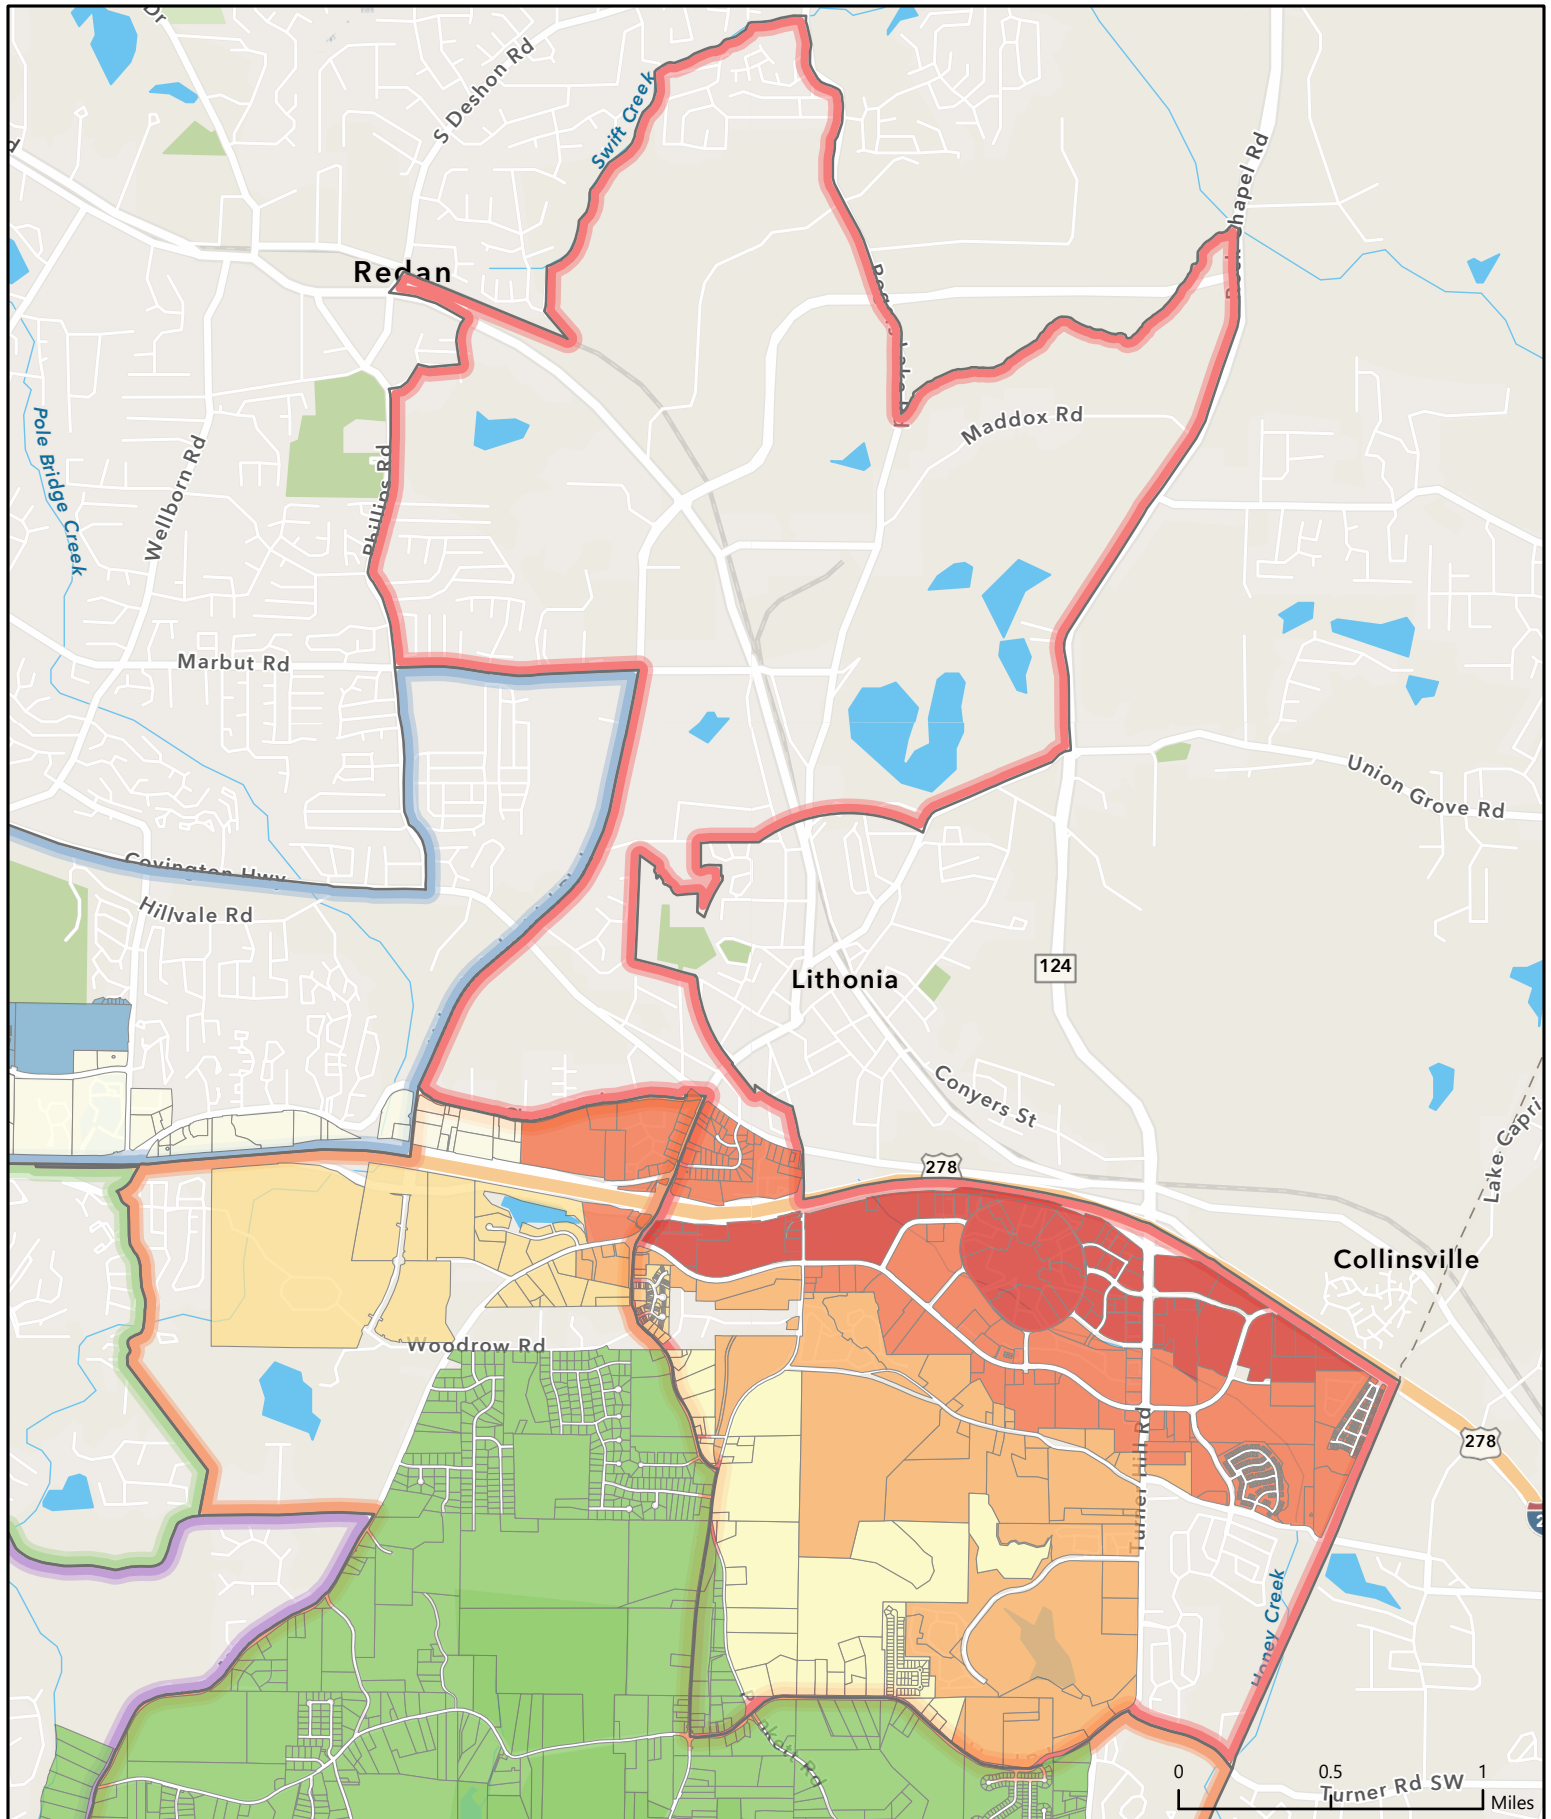 Dr
S Deshon Rd
Swift Creek
Redan
Maddox Rd
Wellborn Rd
Pole Bridge Creek
Phillips Rd
Marbut Rd
Union Grove Rd
Covington Hwy
Hillvale Rd
Lithonia
124
Conyers St
278
Lake Capri
Collinsville
Woodrow Rd
Turner Hill Rd
278
Honey Creek
Turner Rd SW
0 0.5 1
Miles